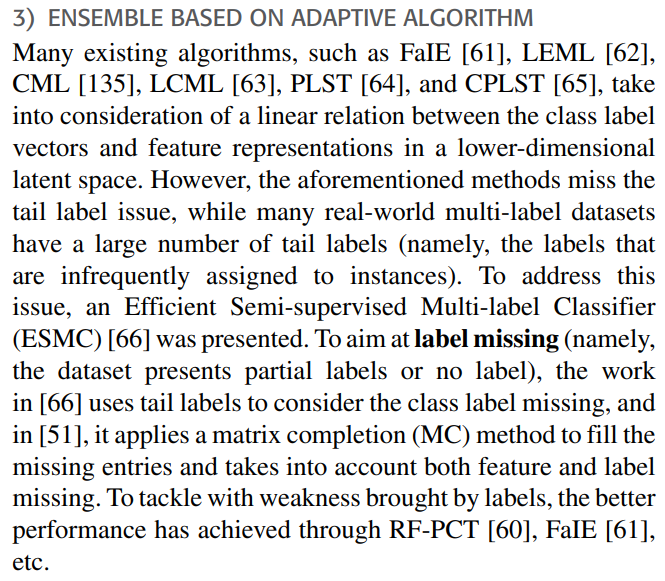 3) ENSEMBLE BASED ON ADAPTIVE ALGORITHM
Many existing algorithms, such as FaIE [61], LEML [62],
CML [135], LCML [63], PLST [64], and CPLST [65], take
into consideration of a linear relation between the class label
vectors and feature representations in a lower-dimensional
latent space. However, the aforementioned methods miss the
tail label issue, while many real-world multi-label datasets
have a large number of tail labels (namely, the labels that
are infrequently assigned to instances). To address this
issue, an Efficient Semi-supervised Multi-label Classifier
(ESMC) [66] was presented. To aim at label missing (namely,
the dataset presents partial labels or no label), the work
in [66] uses tail labels to consider the class label missing, and
in [51], it applies a matrix completion (MC) method to fill the
missing entries and takes into account both feature and label
missing. To tackle with weakness brought by labels, the better
performance has achieved through RF-PCT [60], FaIE [61],
etc.